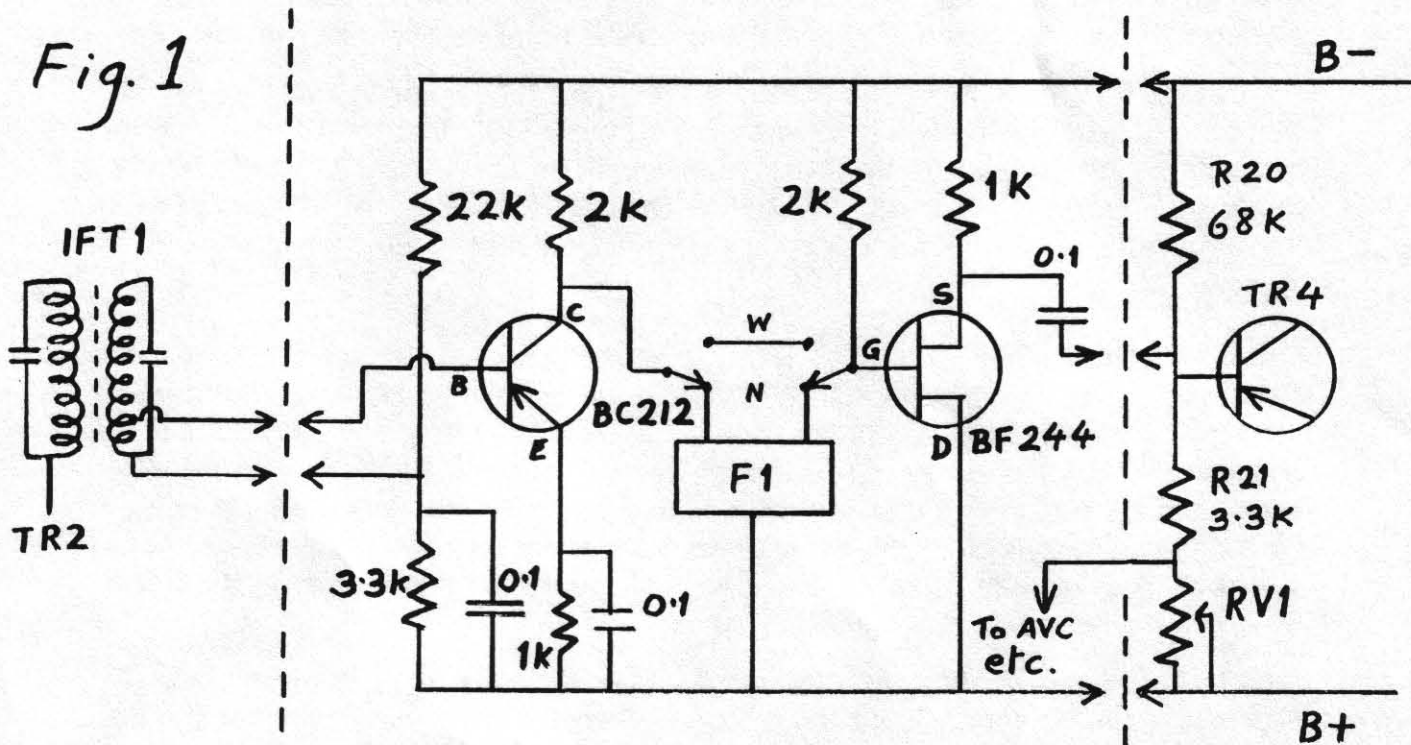 Fig. 1
B-
22k
2k
2k
1K
R20
68K
IFT1
0.1
TR4
S
C
W
G
B
N
BC212
E
D
BF244
F1
R21
3.3K
TR2
3.3k
0.1
0.1
1k
To AVC
etc.
RV1
B+